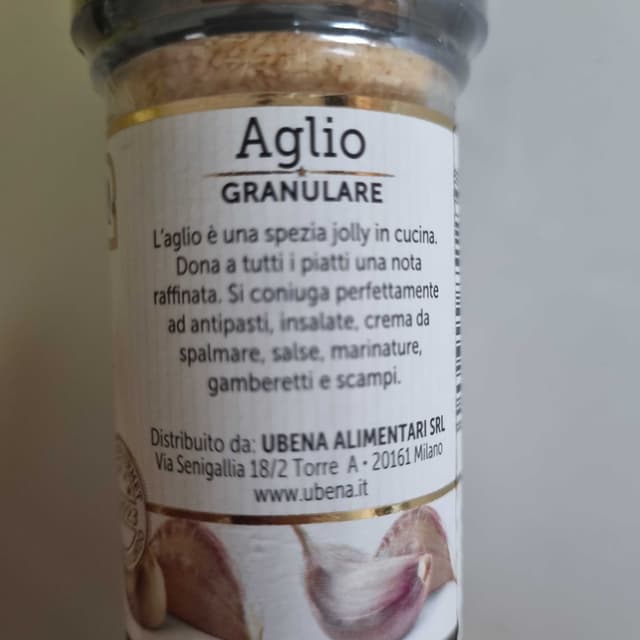 Aglio
GRANULARE
L'aglio è una spezia jolly in cucina.
Dona a tutti i piatti una nota
raffinata. Si coniuga perfettamente
ad antipasti, insalate, crema da
spalmare, salse, marinature,
gamberetti e scampi.
Distribuito da: UBENA ALIMENTARI SRL
Via Senigallia 18/2 Torre A • 20161 Milano
www.ubena.it